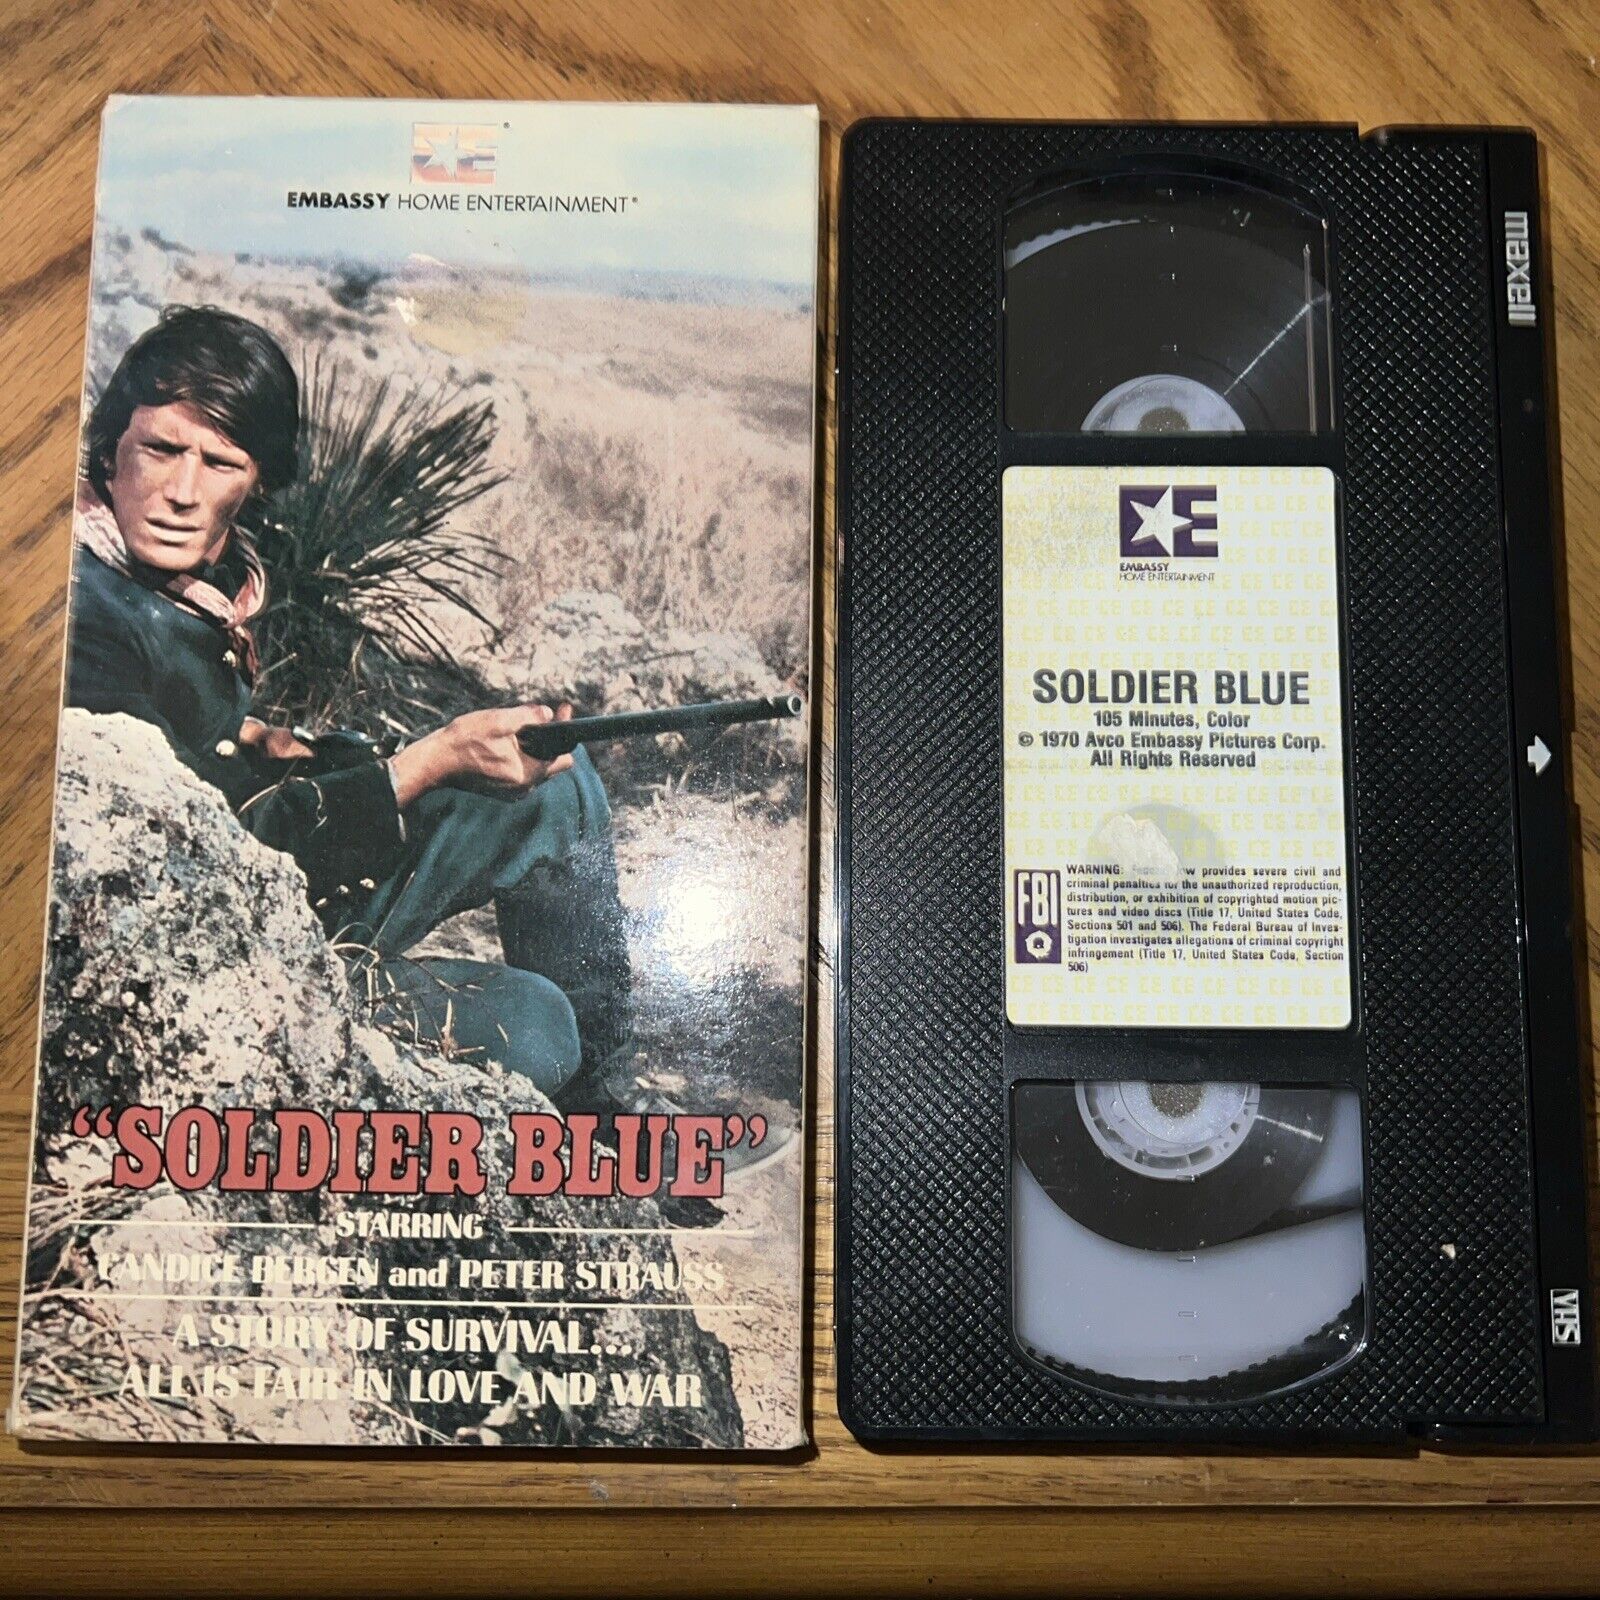 EMBASSY HOME ENTERTAINMENT®
"SOLDIER BLUE"
STARRING
CANDICE BERGEN and PETER STRAUSS
A STORY OF SURVIVAL...
ALL IS FAIR IN LOVE AND WAR
EMBASSY
HOME ENTERTAINMENT
SOLDIER BLUE
105 Minutes, Color
© 1970 Avco Embassy Pictures Corp.
All Rights Reserved
FBI
WARNING: provides severe civil and
criminal penalties for the unauthorized reproduction,
distribution, or exhibition of copyrighted motion pic-
tures and video discs (Title 17, United States Code,
Sections 501 and 506). The Federal Bureau of Inves-
tigation investigates allegations of criminal copyright
infringement (Title 17, United States Code, Section
506)
maxell
VHS